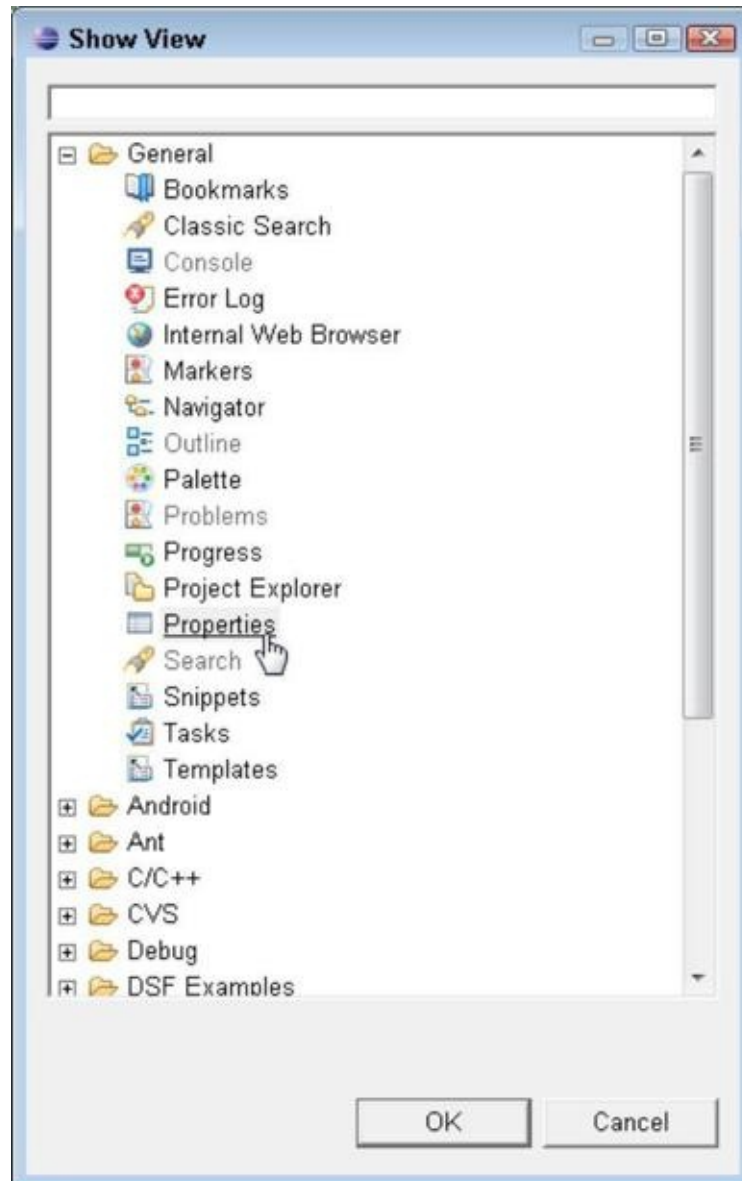 Show View
General
Bookmarks
Classic Search
Console
Error Log
Internal Web Browser
Markers
Navigator
Outline
Palette
Problems
Progress
Project Explorer
Properties
Search
Snippets
Tasks
Templates
Android
Ant
C/C++
CVS
Debug
DSF Examples
OK Cancel